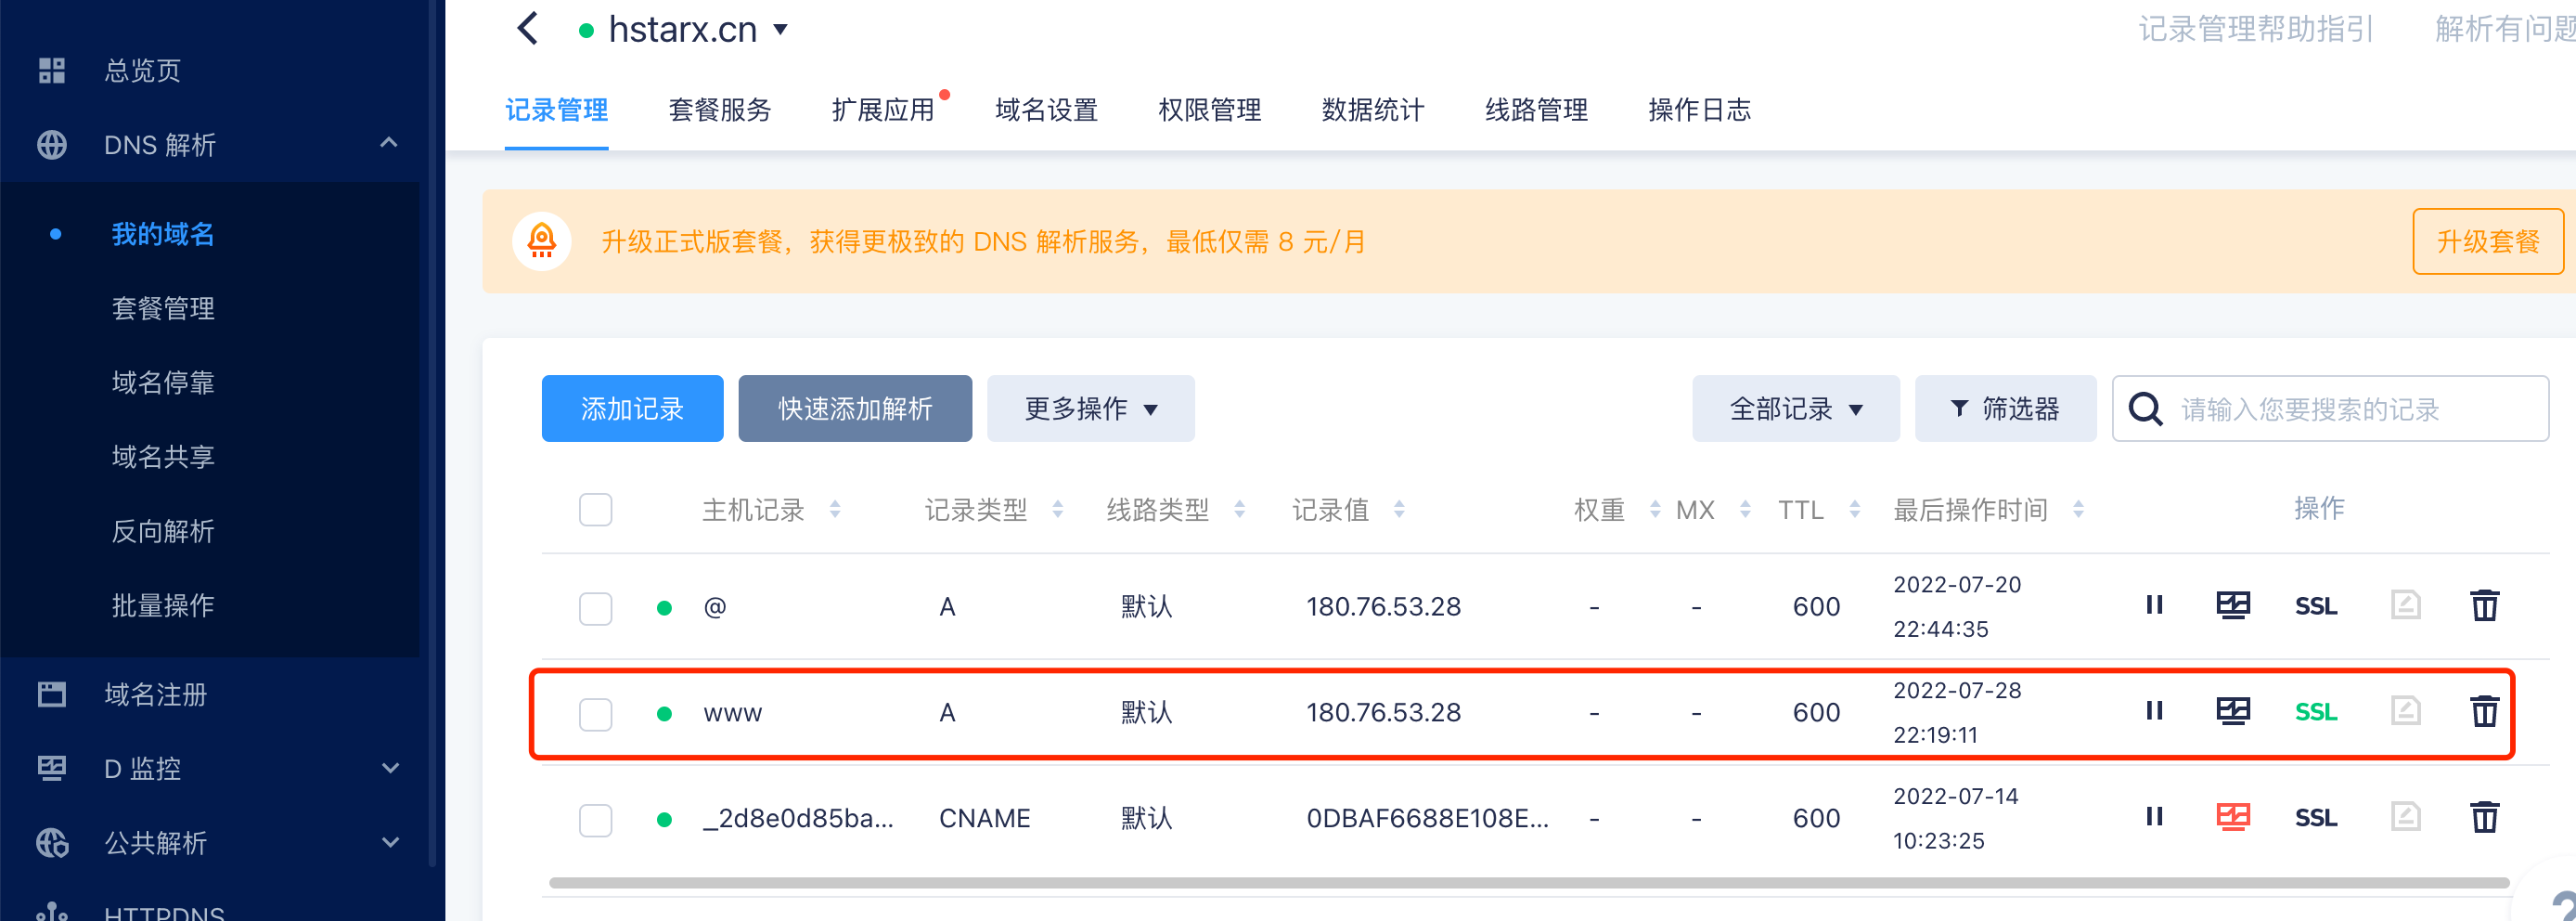 hstarx.cn
记录管理帮助指引 解析有问题
记录管理 套餐服务 扩展应用 域名设置 权限管理 数据统计 线路管理 操作日志
总览页
DNS 解析
我的域名
套餐管理
域名停靠
域名共享
反向解析
批量操作
域名注册
D 监控
公共解析
HTTPDNS
升级正式版套餐，获得更极致的 DNS 解析服务，最低仅需 8 元/月 升级套餐
添加记录 快速添加解析 更多操作 全部记录 筛选器 请输入您要搜索的记录
主机记录 记录类型 线路类型 记录值 权重 MX TTL 最后操作时间 操作
@ A 默认 180.76.53.28 - - 600 2022-07-20 SSL
22:44:35
www A 默认 180.76.53.28 - - 600 2022-07-28 SSL
22:19:11
_2d8e0d85ba... CNAME 默认 0DBAF6688E108E... - - 600 2022-07-14 SSL
10:23:25